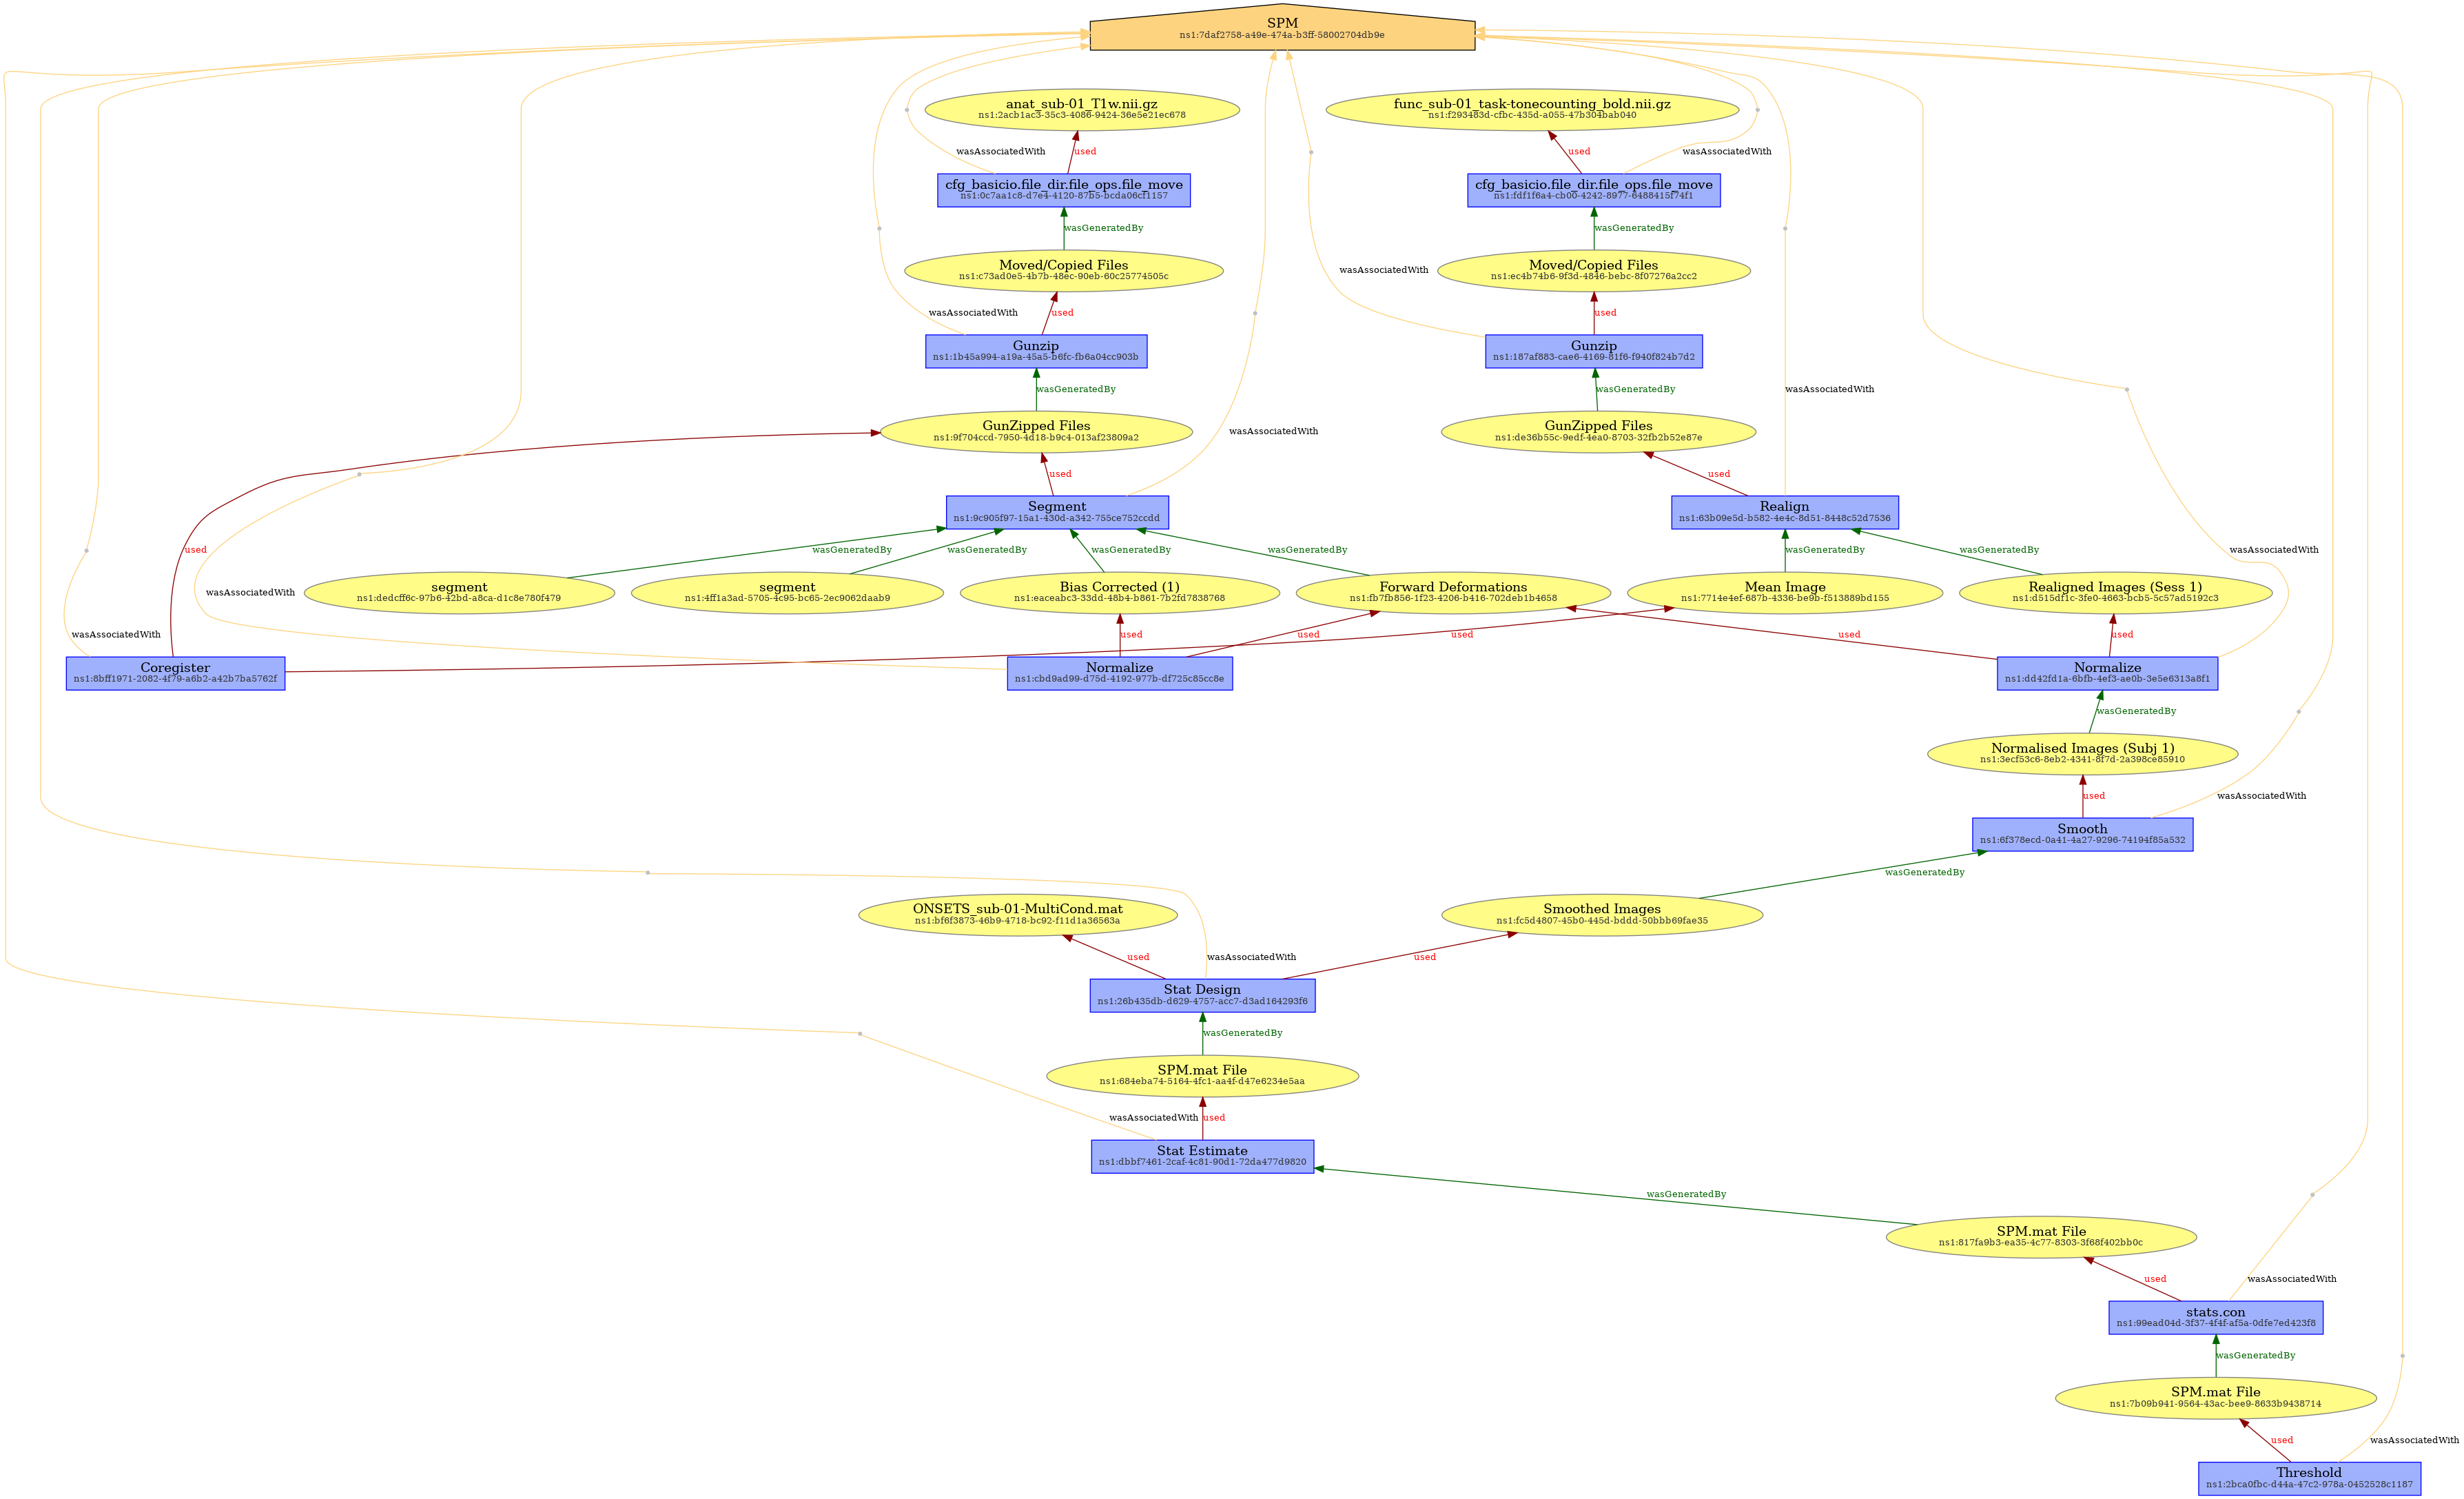 SPM
ns1:7daf2758-a49e-474a-b3ff-58002704db9e
anat_sub-01_T1w.nii.gz
ns1:2acb1ac3-35c3-4086-9424-36e5e21ec678
func_sub-01_task-tonecounting_bold.nii.gz
ns1:f293483d-cfbc-435d-a055-47b304bab040
wasAssociatedWith
used
used
wasAssociatedWith
cfg_basicio.file_dir.file_ops.file_move
ns1:0c7aa1c8-d7e4-4120-87b5-bcda06cf1157
cfg_basicio.file_dir.file_ops.file_move
ns1:fdf1f6a4-cb00-4242-8977-6488415f74f1
wasGeneratedBy
wasGeneratedBy
Moved/Copied Files
ns1:c73ad0e5-4b7b-48ec-90eb-60c25774505c
wasAssociatedWith
Moved/Copied Files
ns1:ec4b74b6-9f3d-4846-bebc-8f07276a2cc2
wasAssociatedWith
used
used
Gunzip
ns1:1b45a994-a19a-45a5-b6fc-fb6a04cc903b
Gunzip
ns1:187af883-cae6-4169-81f6-f940f824b7d2
wasGeneratedBy
wasGeneratedBy
wasAssociatedWith
GunZipped Files
ns1:9f704ccd-7950-4d18-b9c4-013af23809a2
wasAssociatedWith
GunZipped Files
ns1:de36b55c-9edf-4ea0-8703-32fb2b52e87e
used
used
Segment
ns1:9c905f97-15a1-430d-a342-755ce752ccdd
Realign
ns1:63b09e5d-b582-4e4c-8d51-8448c52d7536
used
wasGeneratedBy
wasGeneratedBy
wasGeneratedBy
wasGeneratedBy
wasGeneratedBy
wasGeneratedBy
wasAssociatedWith
wasAssociatedWith
segment
ns1:dedcff6c-97b6-42bd-a8ca-d1c8e780f479
segment
ns1:4ff1a3ad-5705-4c95-bc65-2ec9062daab9
Bias Corrected (1)
ns1:eaceabc3-33dd-48b4-b861-7b2fd7838768
Forward Deformations
ns1:fb7fb856-1f23-4206-b416-702deb1b4658
Mean Image
ns1:7714e4ef-687b-4336-be9b-f513889bd155
Realigned Images (Sess 1)
ns1:d515df1c-3fe0-4663-bcb5-5c57ad5192c3
wasAssociatedWith
used
used
used
used
used
Coregister
ns1:8bff1971-2082-4f79-a6b2-a42b7ba5762f
Normalize
ns1:cbd9ad99-d75d-4192-977b-df725c85cc8e
Normalize
ns1:dd42fd1a-6bfb-4ef3-ae0b-3e5e6313a8f1
wasGeneratedBy
Normalised Images (Subj 1)
ns1:3ecf53c6-8eb2-4341-8f7d-2a398ce85910
used
wasAssociatedWith
Smooth
ns1:6f378ecd-0a41-4a27-9296-74194f85a532
wasGeneratedBy
ONSETS_sub-01-MultiCond.mat
ns1:bf6f3873-46b9-4718-bc92-f11d1a36563a
Smoothed Images
ns1:fc5d4807-45b0-445d-bddd-50bbb69fae35
used
wasAssociatedWith
used
Stat Design
ns1:26b435db-d629-4757-acc7-d3ad164293f6
wasGeneratedBy
SPM.mat File
ns1:684eba74-5164-4fc1-aa4f-d47e6234e5aa
wasAssociatedWith
used
Stat Estimate
ns1:dbbf7461-2caf-4c81-90d1-72da477d9820
wasGeneratedBy
SPM.mat File
ns1:817fa9b3-ea35-4c77-8303-3f68f402bb0c
used
wasAssociatedWith
stats.con
ns1:99ead04d-3f37-4f4f-af5a-0dfe7ed423f8
wasGeneratedBy
SPM.mat File
ns1:7b09b941-9564-43ac-bee9-8633b9438714
used
wasAssociatedWith
Threshold
ns1:2bca0fbc-d44a-47c2-978a-0452528c1187